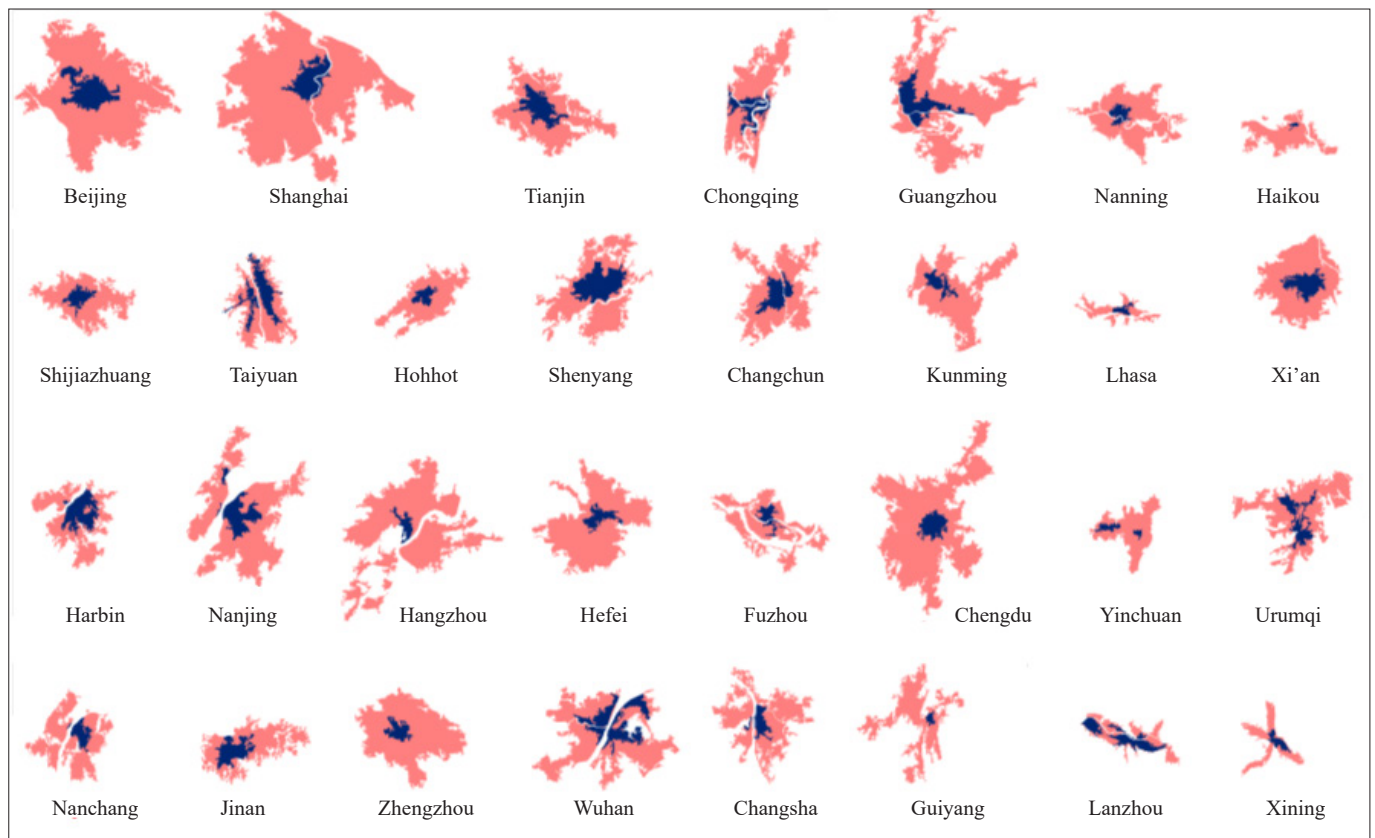 Beijing Shanghai Tianjin Chongqing Guangzhou Nanning Haikou
Shijiazhuang Taiyuan Hohhot Shenyang Changchun Kunming Lhasa Xi’an
Harbin Nanjing Hangzhou Hefei Fuzhou Chengdu Yinchuan Urumqi
Nanchang Jinan Zhengzhou Wuhan Changsha Guiyang Lanzhou Xining